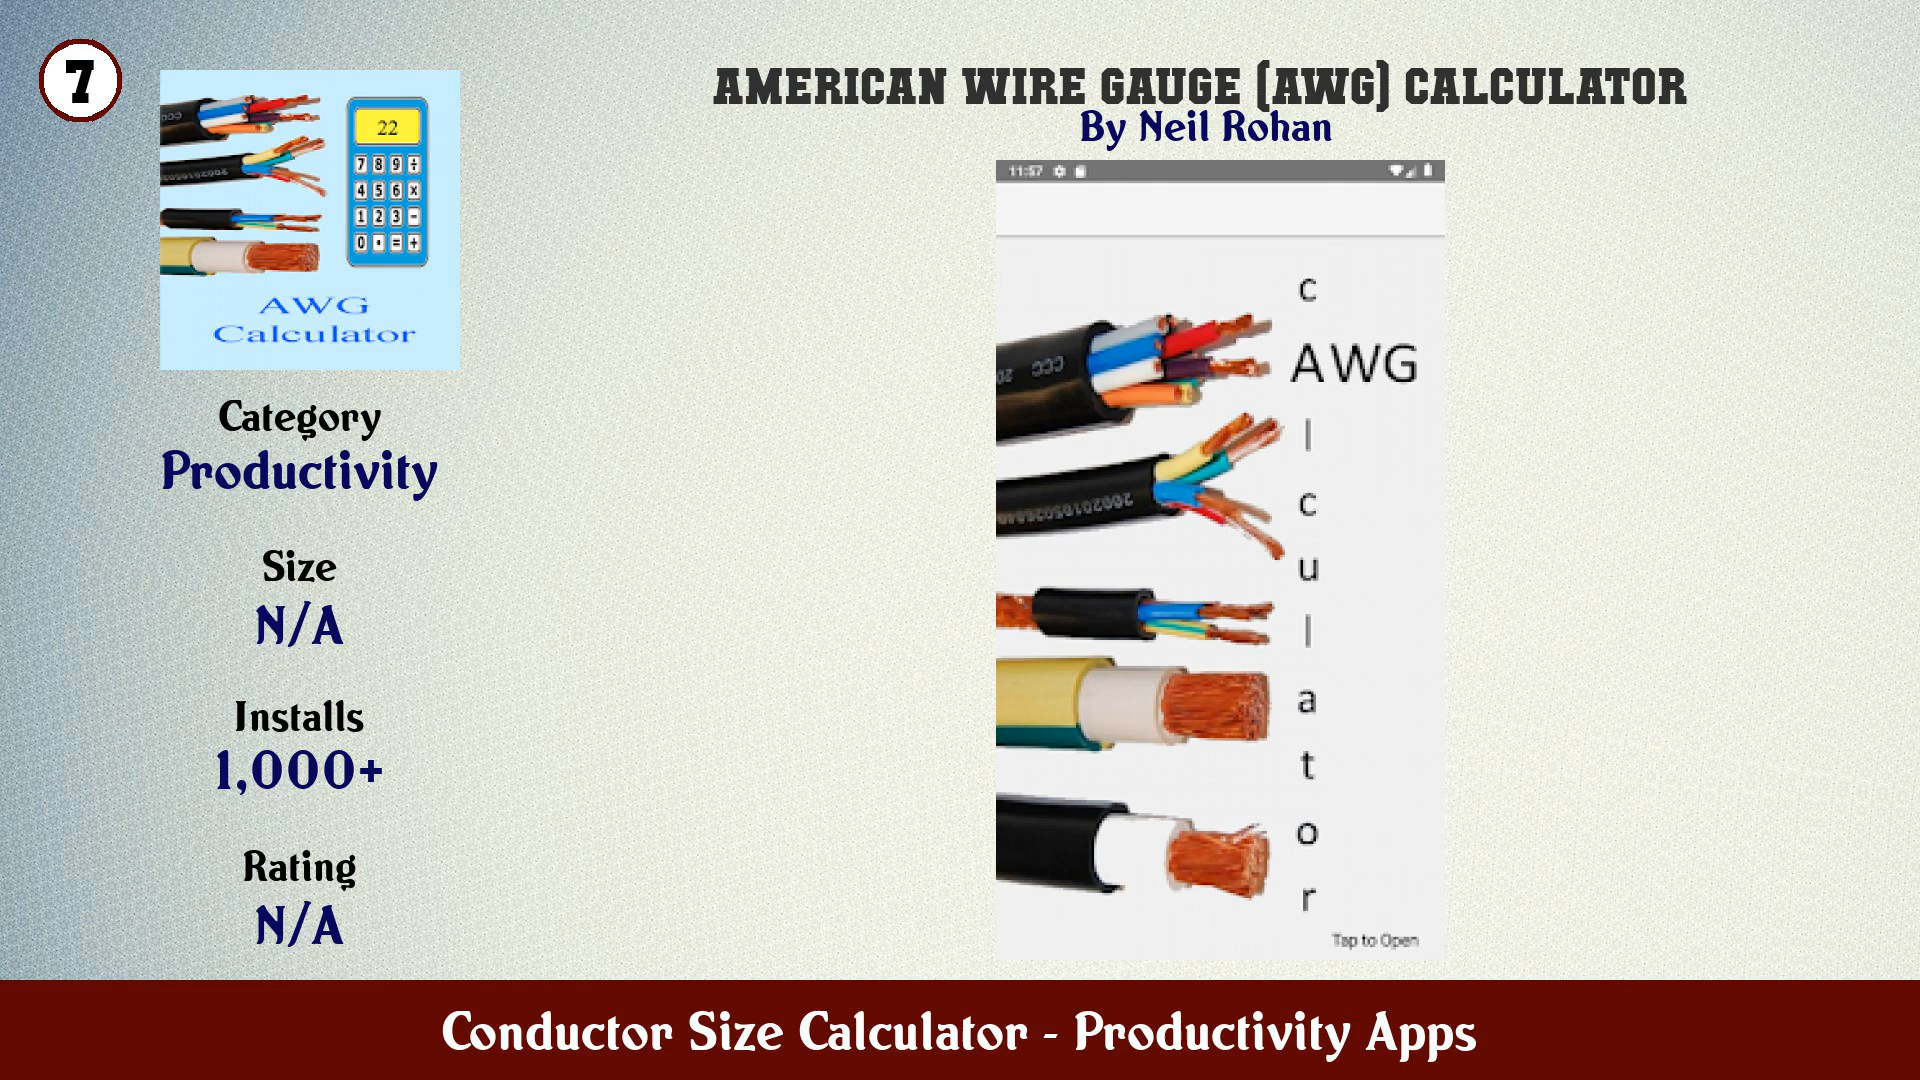 7
AMERICAN WIRE GAUGE (AWG) CALCULATOR
By Neil Rohan
22
7 8 9 ÷
4 5 6 x
1 2 3 -
0 . = +
AWG
Calculator
Category
Productivity
Size
N/A
Installs
1,000+
Rating
N/A
11:57
c
AWG
l
c
u
l
a
t
o
r
CCC
Tap to Open
Conductor Size Calculator - Productivity Apps